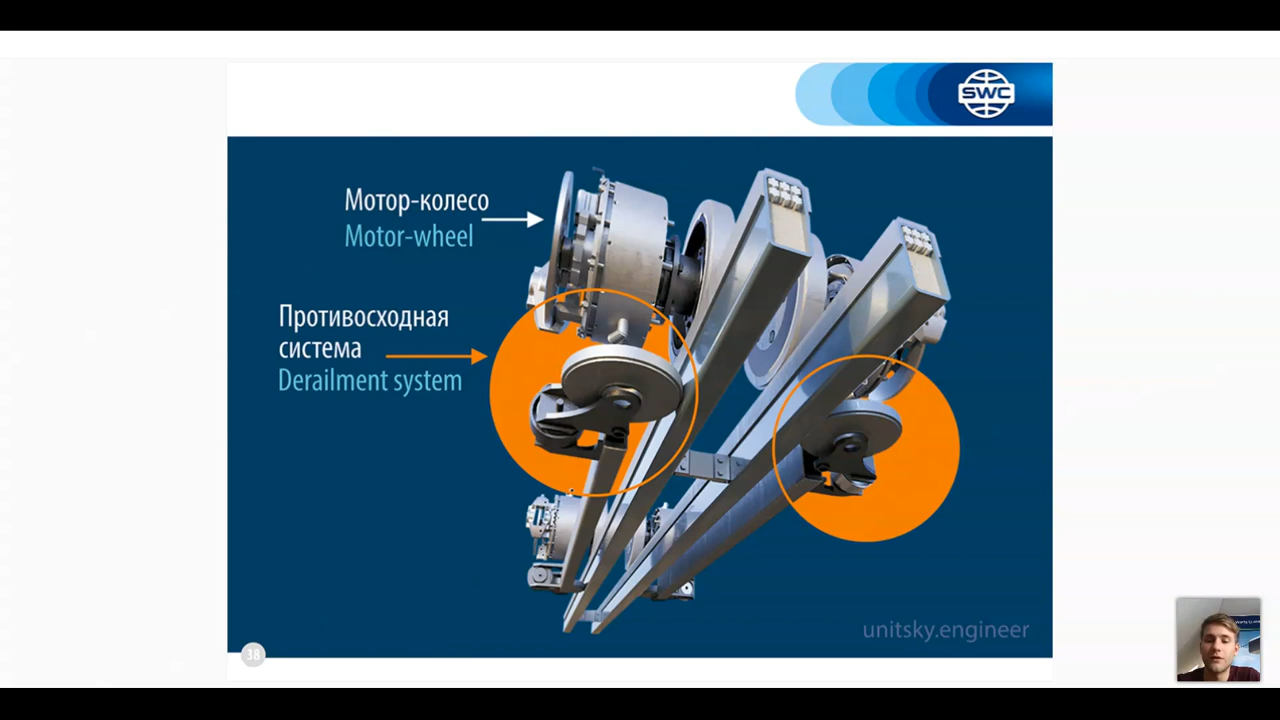 SWC
Мотор-колесо
Motor-wheel
Противосходная
система
Derailment system
unitsky.engineer
38